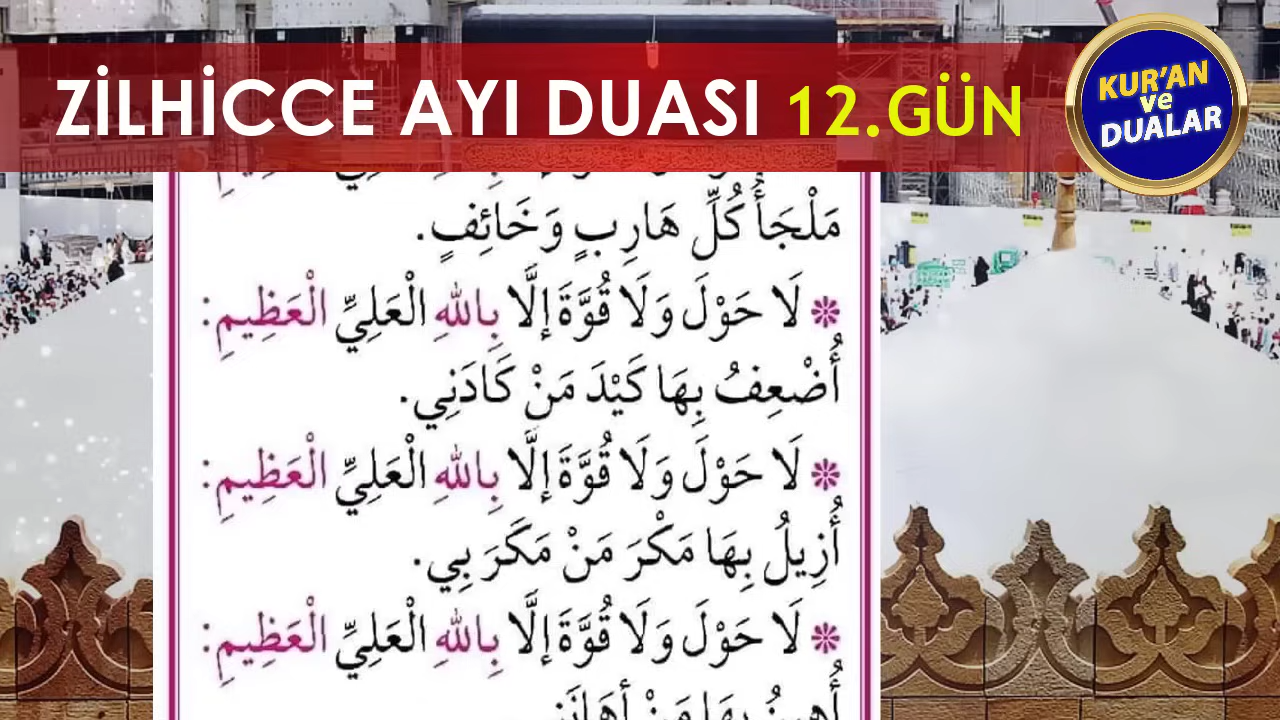 ZİLHİCCE AYI DUASI 12.GÜN
KUR'AN
ve
DUALAR
مَلْجَأُ كُلِّ هَارِبٍ وَخَائِفٍ.
❊ لَا حَوْلَ وَلَا قُوَّةَ إِلَّا بِاللهِ الْعَلِيِّ الْعَظِيمِ:
أُضْعِفُ بِهَا كَيْدَ مَنْ كَادَنِي.
❊ لَا حَوْلَ وَلَا قُوَّةَ إِلَّا بِاللهِ الْعَلِيِّ الْعَظِيمِ:
أُزِيلُ بِهَا مَكْرَ مَنْ مَكَرَ بِي.
❊ لَا حَوْلَ وَلَا قُوَّةَ إِلَّا بِاللهِ الْعَلِيِّ الْعَظِيمِ: